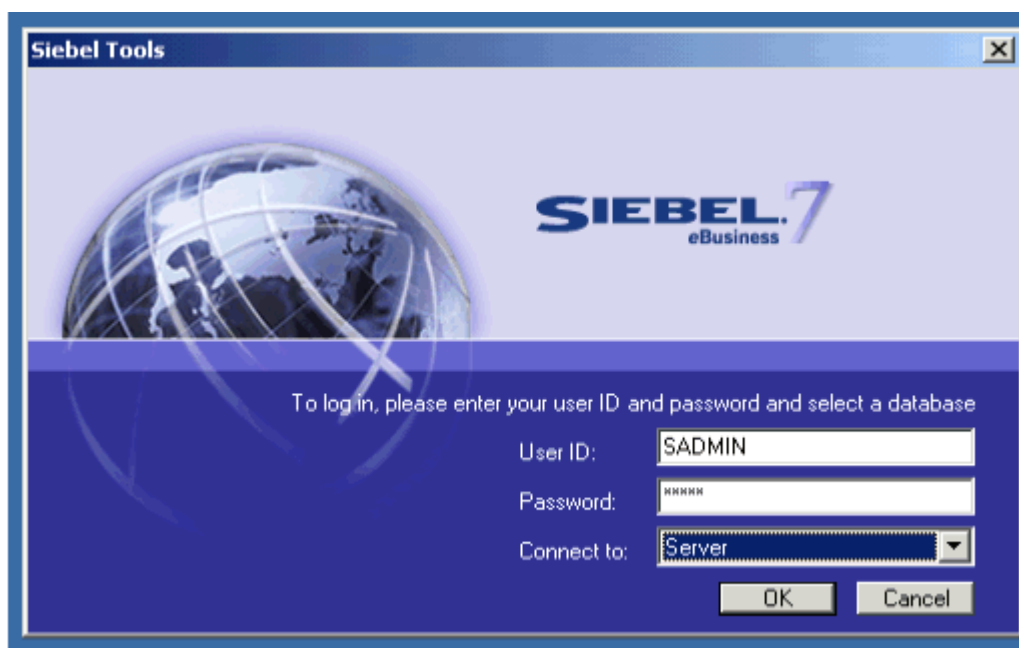 Siebel Tools
SIEBEL.7
eBusiness
To log in, please enter your user ID and password and select a database
User ID: SADMIN
Password: *****
Connect to: Server
OK Cancel